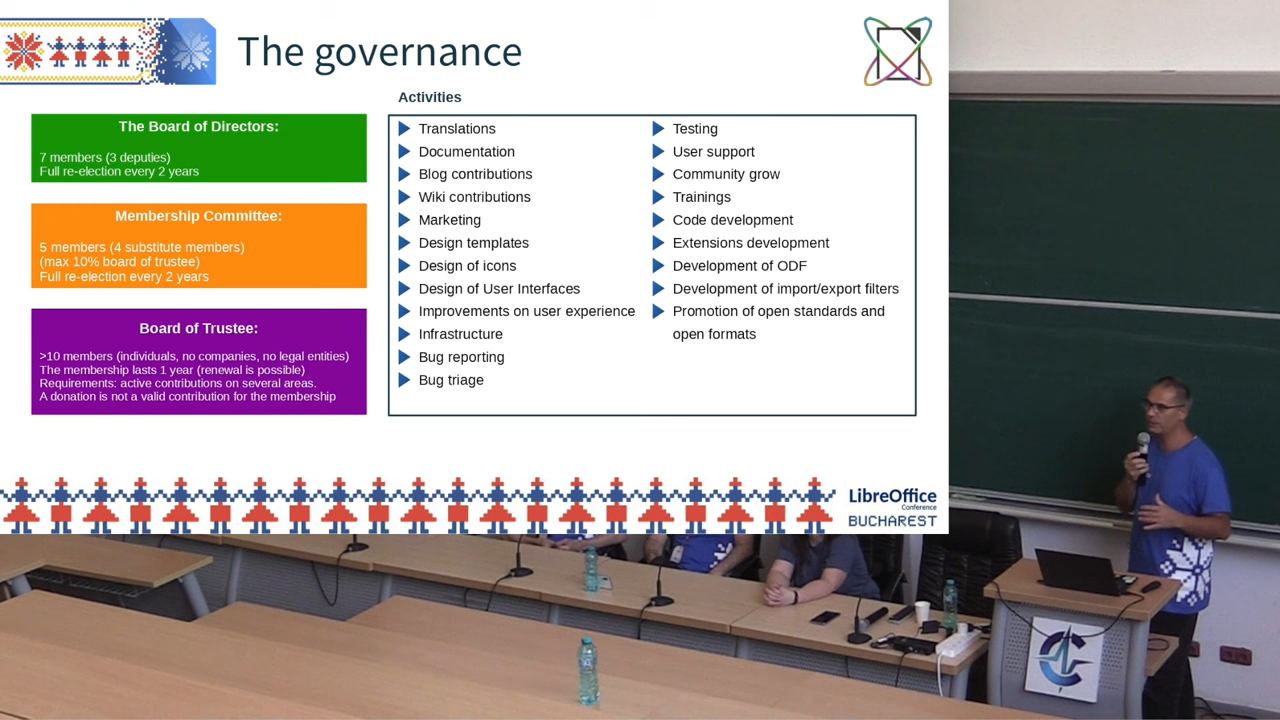 The governance
Activities
The Board of Directors:
7 members (3 deputies)
Full re-election every 2 years
Membership Committee:
5 members (4 substitute members)
(max 10% board of trustee)
Full re-election every 2 years
Board of Trustee:
>10 members (individuals, no companies, no legal entities)
The membership lasts 1 year (renewal is possible)
Requirements: active contributions on several areas.
A donation is not a valid contribution for the membership
Translations
Documentation
Blog contributions
Wiki contributions
Marketing
Design templates
Design of icons
Design of User Interfaces
Improvements on user experience
Infrastructure
Bug reporting
Bug triage
Testing
User support
Community grow
Trainings
Code development
Extensions development
Development of ODF
Development of import/export filters
Promotion of open standards and
open formats
LibreOffice
Conference
BUCHAREST